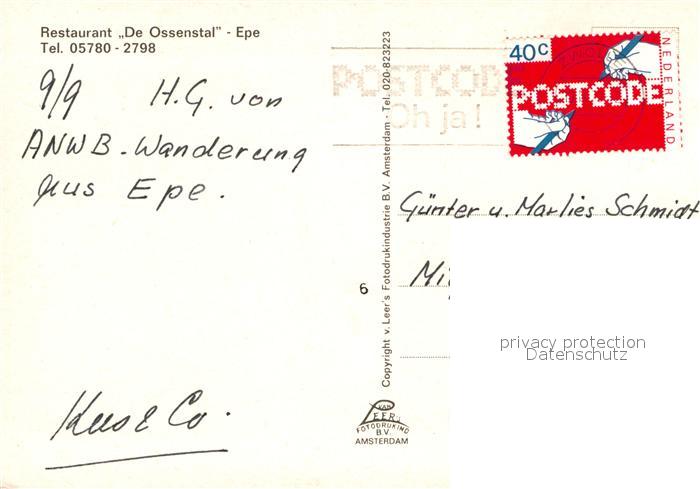 Restaurant „De Ossenstal” - Epe
Tel. 05780 - 2798
9/9 H.G. von
ANWB-Wanderung
aus Epe.
Kees & Co.
6
Copyright v. Leer's Fotodrukindustrie B.V. Amsterdam - Tel. 020-823223
VAN
LEER'S
FOTODRUKIND
B.V.
AMSTERDAM
POSTCODE
Oh ja!
40c
POSTCODE
NEDERLAND
Günter u. Marlies Schmidt
privacy protection
Datenschutz